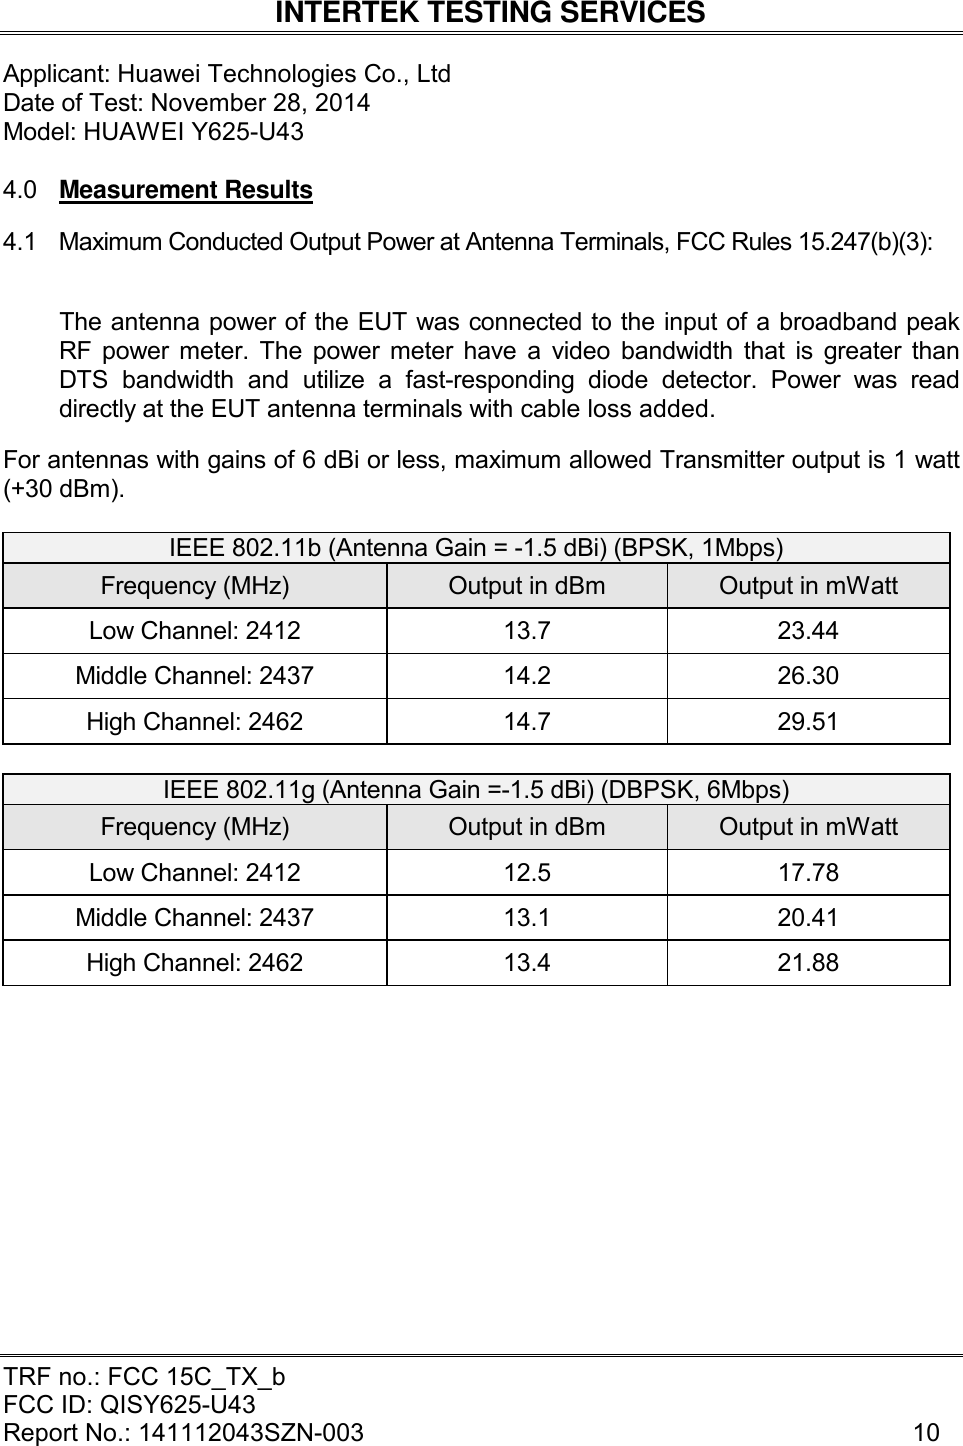 INTERTEK TESTING SERVICES
Applicant: Huawei Technologies Co., Ltd
Date of Test: November 28, 2014
Model: HUAWEI Y625-U43
4.0 Measurement Results
4.1 Maximum Conducted Output Power at Antenna Terminals, FCC Rules 15.247(b)(3):
The antenna power of the EUT was connected to the input of a broadband peak
RF power meter. The power meter have a video bandwidth that is greater than
DTS bandwidth and utilize a fast-responding diode detector. Power was read
directly at the EUT antenna terminals with cable loss added.
For antennas with gains of 6 dBi or less, maximum allowed Transmitter output is 1 watt
(+30 dBm).
IEEE 802.11b (Antenna Gain = -1.5 dBi) (BPSK, 1Mbps)
Frequency (MHz) Output in dBm Output in mWatt
Low Channel: 2412 13.7 23.44
Middle Channel: 2437 14.2 26.30
High Channel: 2462 14.7 29.51
IEEE 802.11g (Antenna Gain =-1.5 dBi) (DBPSK, 6Mbps)
Frequency (MHz) Output in dBm Output in mWatt
Low Channel: 2412 12.5 17.78
Middle Channel: 2437 13.1 20.41
High Channel: 2462 13.4 21.88
TRF no.: FCC 15C_TX_b
FCC ID: QISY625-U43
Report No.: 141112043SZN-003 10